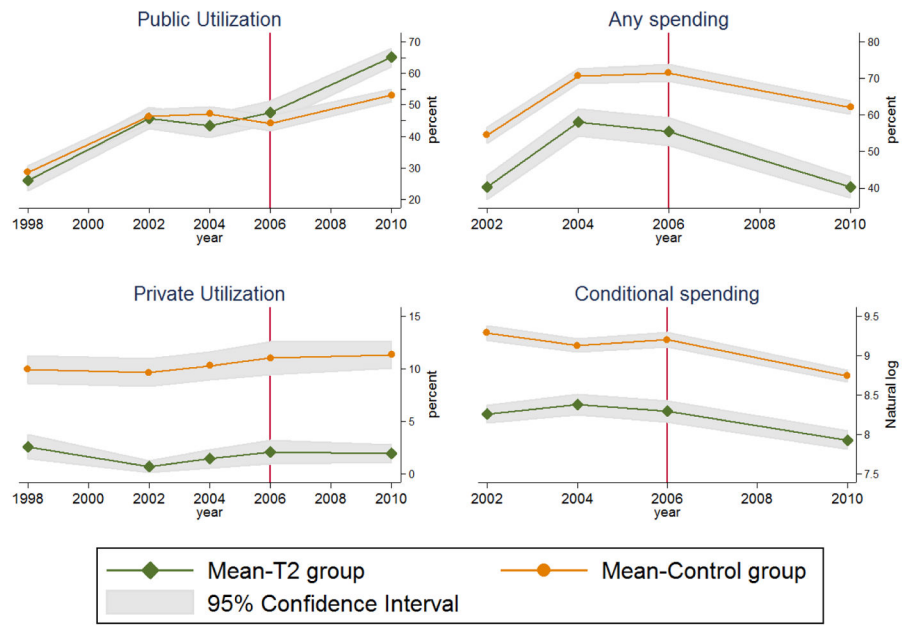 Public Utilization
70
60
50
40
30
20
percent
1998 2000 2002 2004 2006 2008 2010
year
Any spending
80
70
60
50
40
percent
2002 2004 2006 2008 2010
year
Private Utilization
15
10
5
0
percent
1998 2000 2002 2004 2006 2008 2010
year
Conditional spending
9.5
9
8.5
8
7.5
Natural log
2002 2004 2006 2008 2010
year
Mean-T2 group
Mean-Control group
95% Confidence Interval